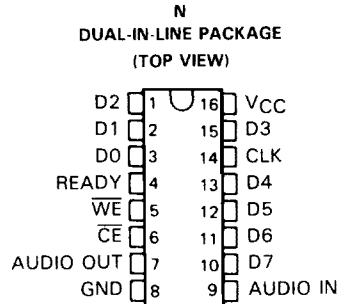 N
DUAL-IN-LINE PACKAGE
(TOP VIEW)
D2 1 16 VCC
D1 2 15 D3
D0 3 14 CLK
READY 4 13 D4
WE 5 12 D5
CE 6 11 D6
AUDIO OUT 7 10 D7
GND 8 9 AUDIO IN